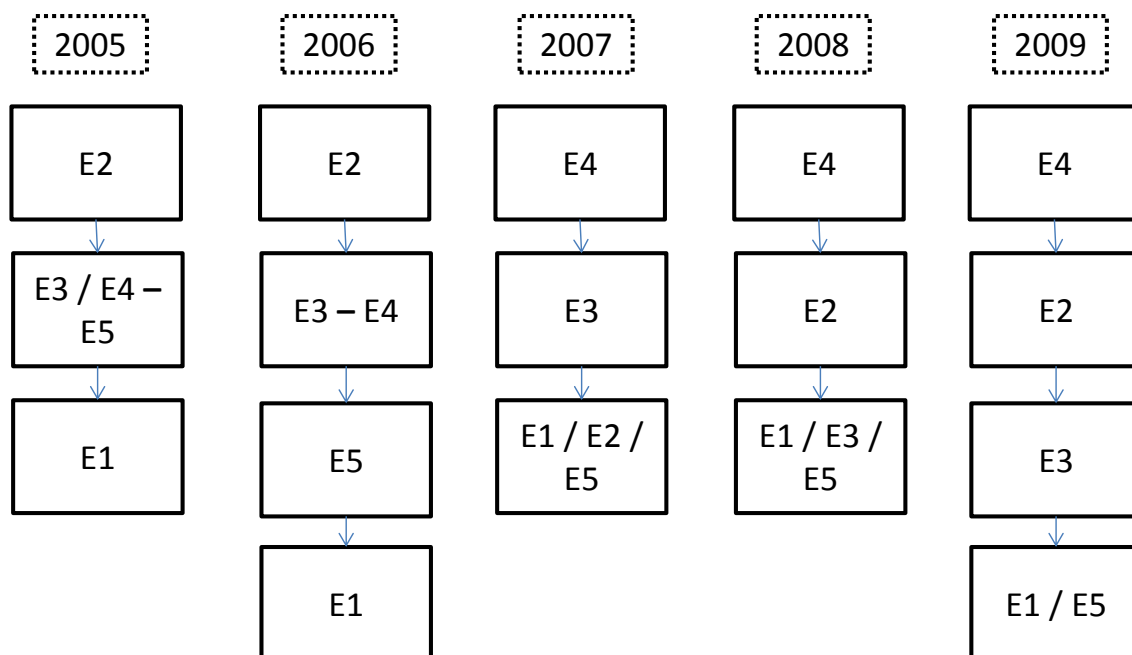 2005
2006
2007
2008
2009
E2
E2
E4
E4
E4
E3 / E4 –
E5
E3 – E4
E3
E2
E2
E1
E5
E1 / E2 /
E5
E1 / E3 /
E5
E3
E1
E1 / E5